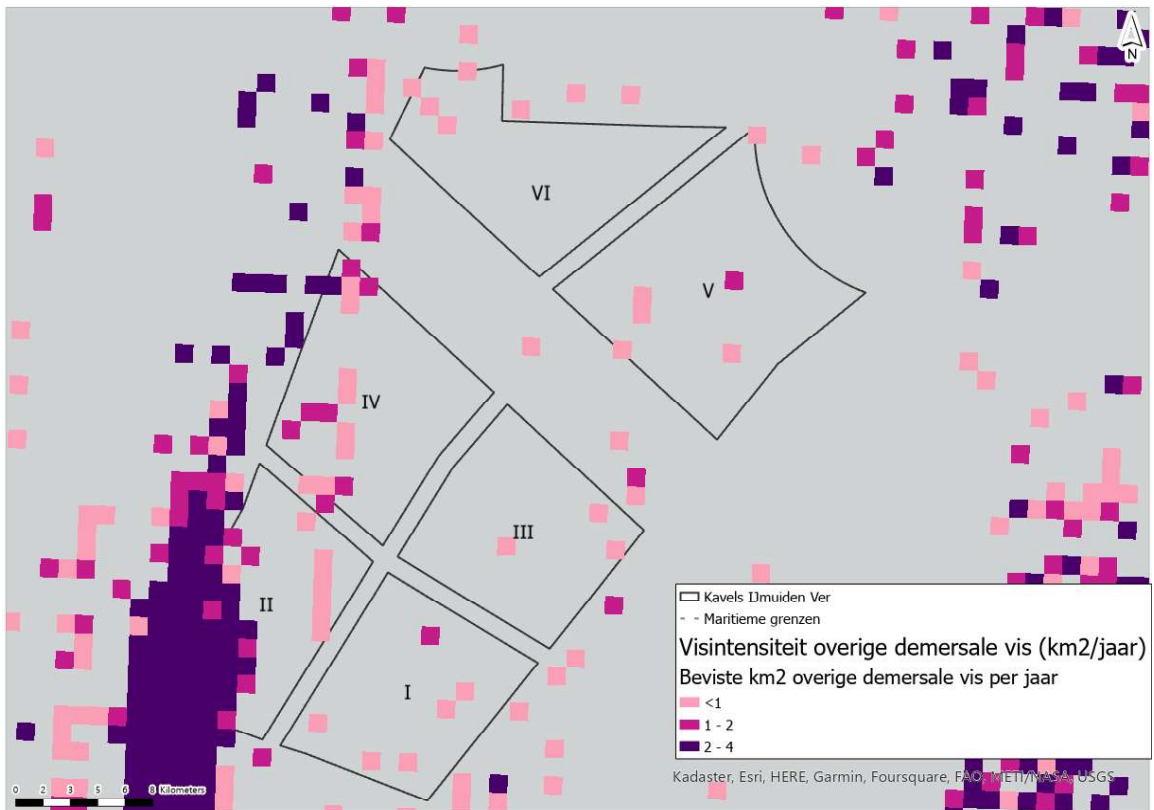 N
VI
V
IV
III
II
I
Kavels IJmuiden Ver
Maritieme grenzen
Visintensiteit overige demersale vis (km2/jaar)
Beviste km2 overige demersale vis per jaar
<1
1 - 2
2 - 4
Kadaster, Esri, HERE, Garmin, Foursquare, FAO, METI/NASA, USGS
0 2 3 5 6 8 Kilometers